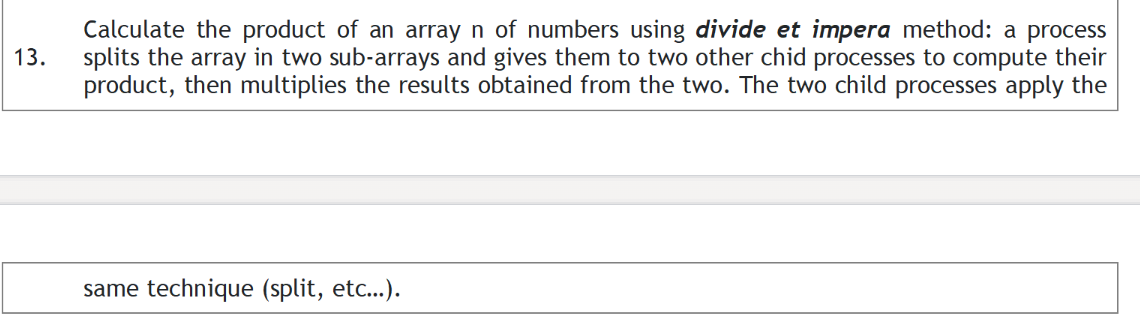 Calculate the product of an array n of numbers using divide et impera method: a process
13. splits the array in two sub-arrays and gives them to two other chid processes to compute their
product, then multiplies the results obtained from the two. The two child processes apply the
same technique (split, etc...).